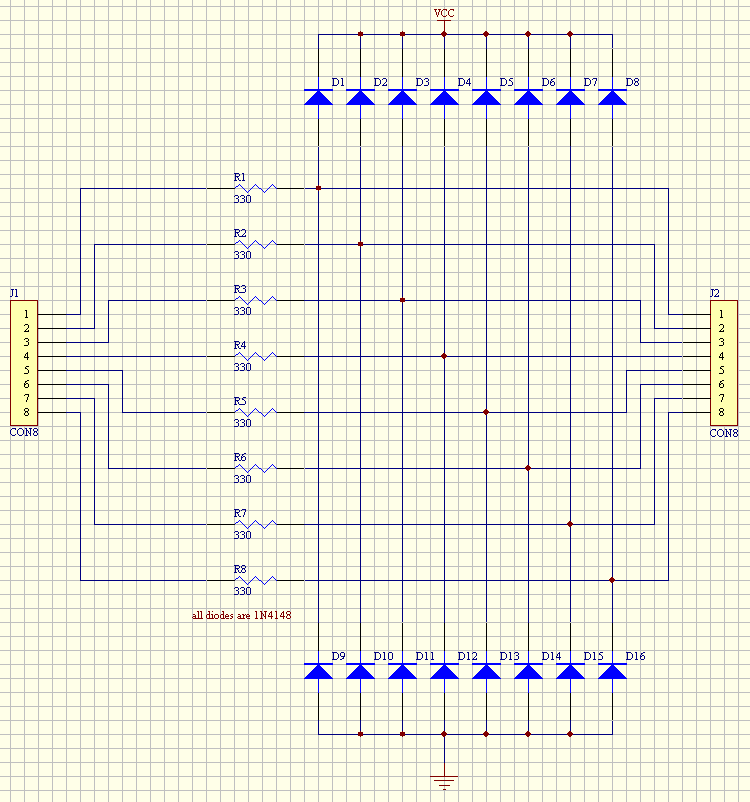 VCC
D1 D2 D3 D4 D5 D6 D7 D8
R1
330
R2
330
R3
330
R4
330
R5
330
R6
330
R7
330
R8
330
J1
1
2
3
4
5
6
7
8
CON8
J2
1
2
3
4
5
6
7
8
CON8
all diodes are 1N4148
D9 D10 D11 D12 D13 D14 D15 D16